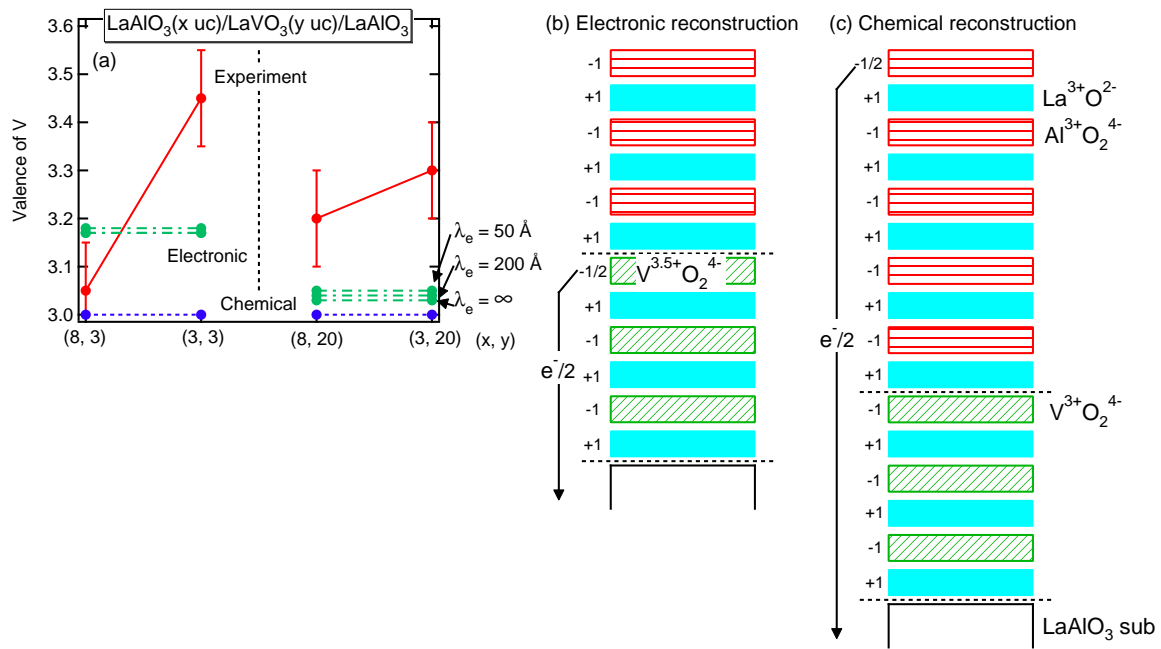 LaAlO₃(x uc)/LaVO₃(y uc)/LaAlO₃
(a)
Valence of V
3.6
3.5
3.4
3.3
3.2
3.1
3.0
Experiment
Electronic
Chemical
λₑ = 50 Å
λₑ = 200 Å
λₑ = ∞
(8, 3)
(3, 3)
(8, 20)
(3, 20)
(x, y)
(b) Electronic reconstruction
-1
+1
-1
+1
-1
+1
-1/2
V³·⁵⁺O₂⁴⁻
+1
-1
e⁻/2
+1
-1
+1
(c) Chemical reconstruction
-1/2
+1
La³⁺O²⁻
-1
Al³⁺O₂⁴⁻
+1
-1
+1
-1
+1
e⁻/2
-1
+1
-1
V³⁺O₂⁴⁻
+1
-1
+1
-1
+1
LaAlO₃ sub